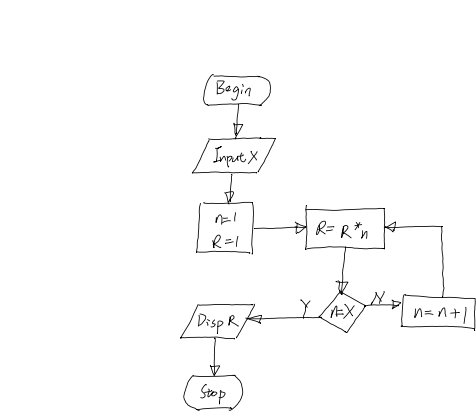 Begin
Input X
n=1
R=1
R= R*n
n=X
N
n=n+1
Y
Disp R
Stop